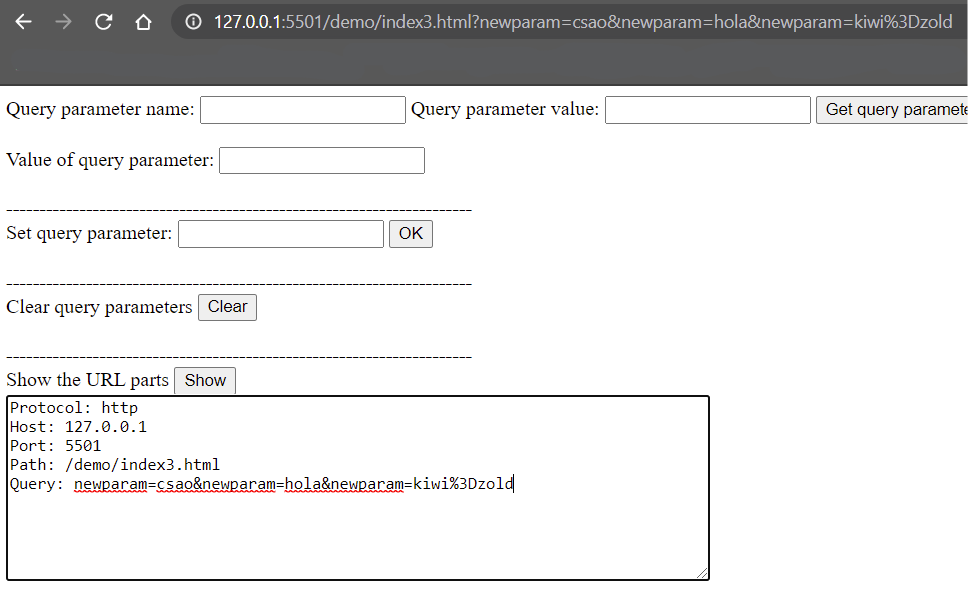 127.0.0.1:5501/demo/index3.html?newparam=csao&newparam=hola&newparam=kiwi%3Dzold
Query parameter name: Query parameter value: Get query paramete
Value of query parameter:
----------------------------------------------------------------------
Set query parameter: OK
----------------------------------------------------------------------
Clear query parameters Clear
----------------------------------------------------------------------
Show the URL parts Show
Protocol: http
Host: 127.0.0.1
Port: 5501
Path: /demo/index3.html
Query: newparam=csao&newparam=hola&newparam=kiwi%3Dzold